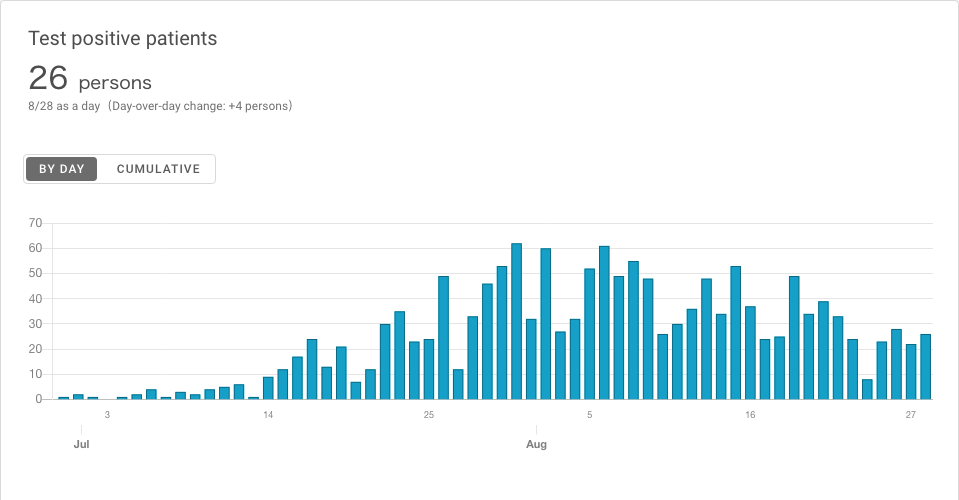 Test positive patients
26 persons
8/28 as a day（Day-over-day change: +4 persons）
BY DAY CUMULATIVE
70
60
50
40
30
20
10
0
3 14 25 5 16 27
Jul Aug